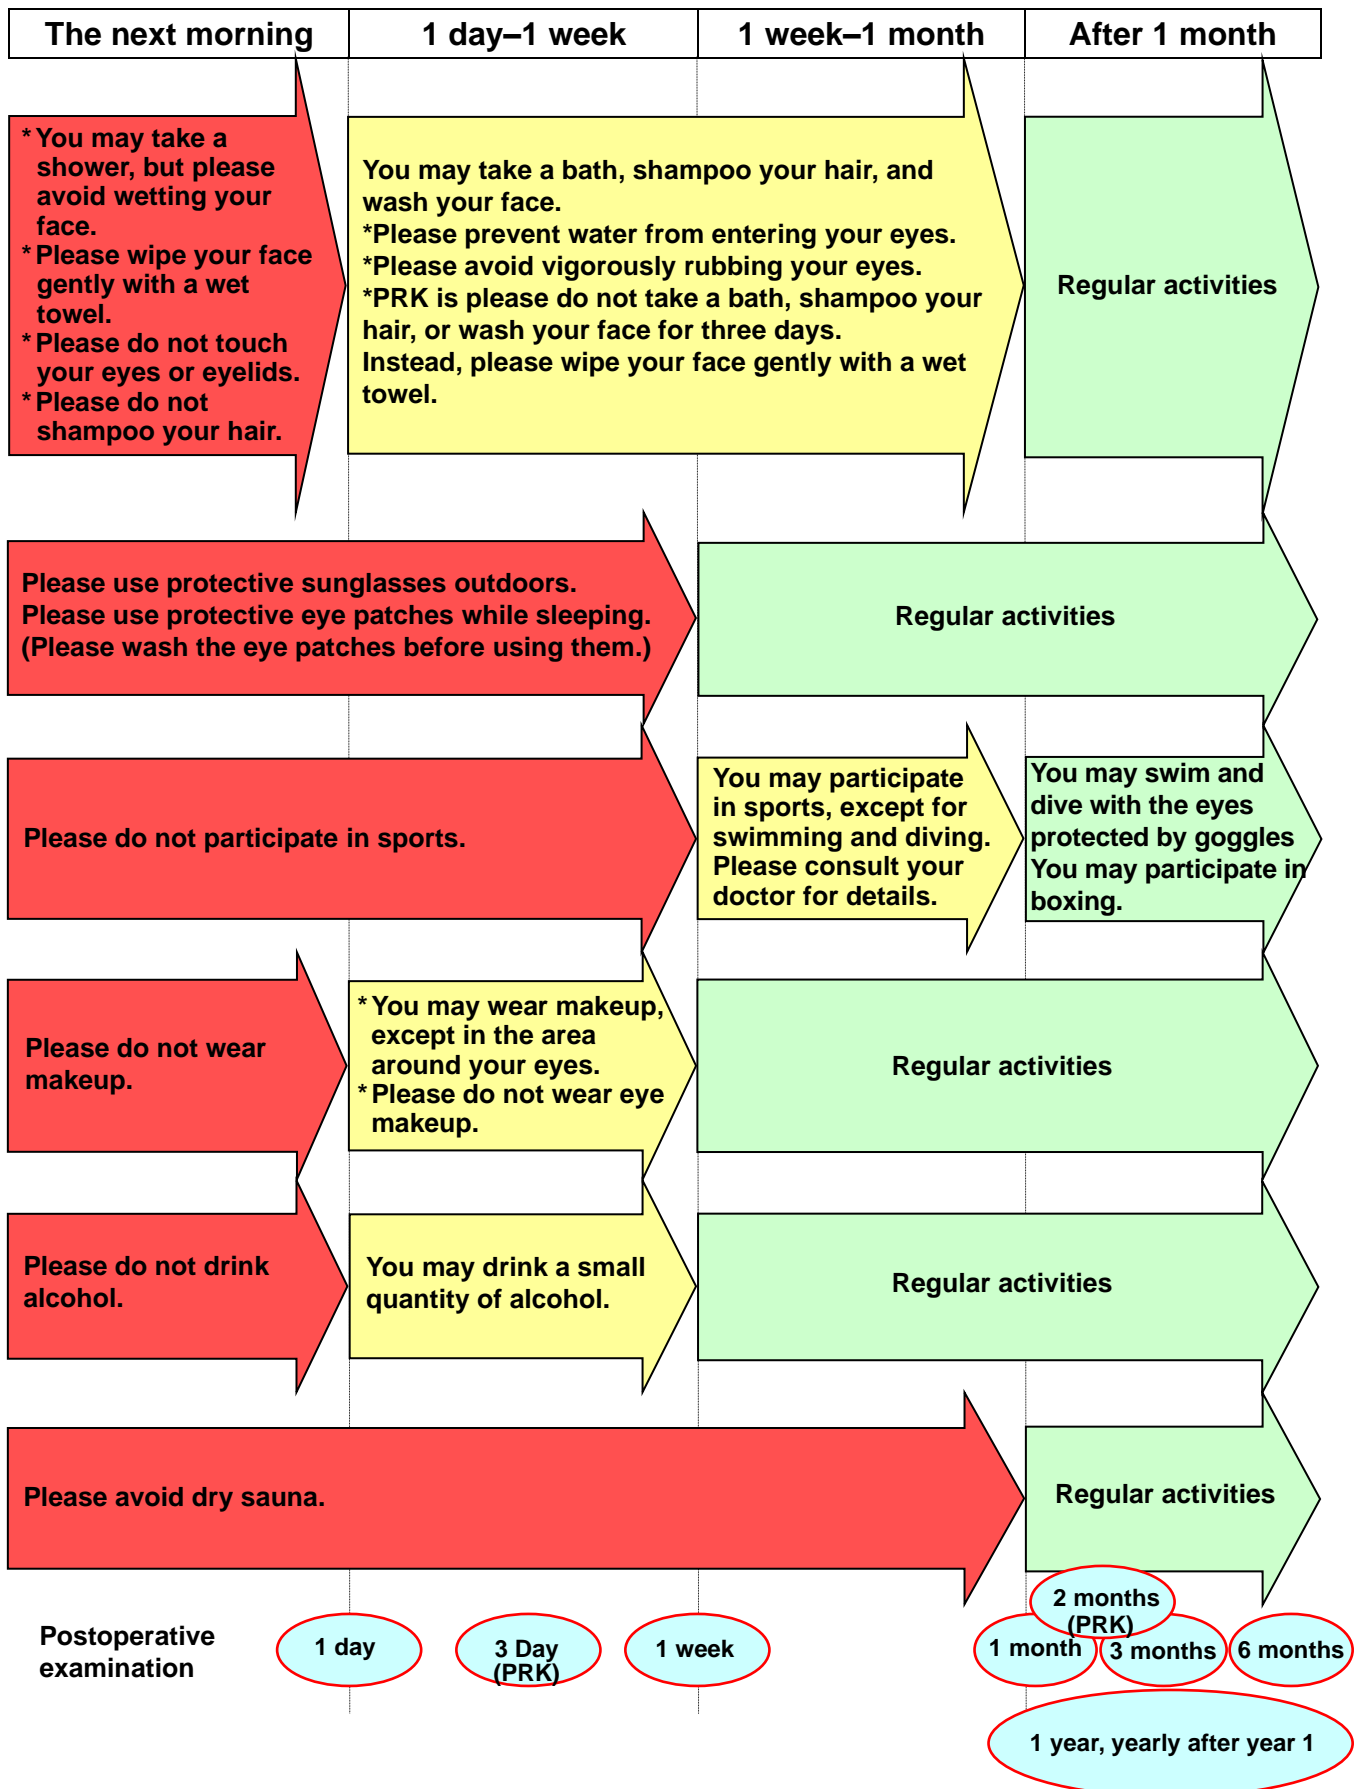 The next morning
1 day–1 week
1 week–1 month
After 1 month
* You may take a
shower, but please
avoid wetting your
face.
* Please wipe your face
gently with a wet
towel.
* Please do not touch
your eyes or eyelids.
* Please do not
shampoo your hair.
You may take a bath, shampoo your hair, and
wash your face.
*Please prevent water from entering your eyes.
*Please avoid vigorously rubbing your eyes.
*PRK is please do not take a bath, shampoo your
hair, or wash your face for three days.
Instead, please wipe your face gently with a wet
towel.
Regular activities
Please use protective sunglasses outdoors.
Please use protective eye patches while sleeping.
(Please wash the eye patches before using them.)
Regular activities
Please do not participate in sports.
You may participate
in sports, except for
swimming and diving.
Please consult your
doctor for details.
You may swim and
dive with the eyes
protected by goggles
You may participate in
boxing.
Please do not wear
makeup.
* You may wear makeup,
except in the area
around your eyes.
* Please do not wear eye
makeup.
Regular activities
Please do not drink
alcohol.
You may drink a small
quantity of alcohol.
Regular activities
Please avoid dry sauna.
Regular activities
Postoperative
examination
1 day
3 Day
(PRK)
1 week
1 month
2 months
(PRK)
3 months
6 months
1 year, yearly after year 1